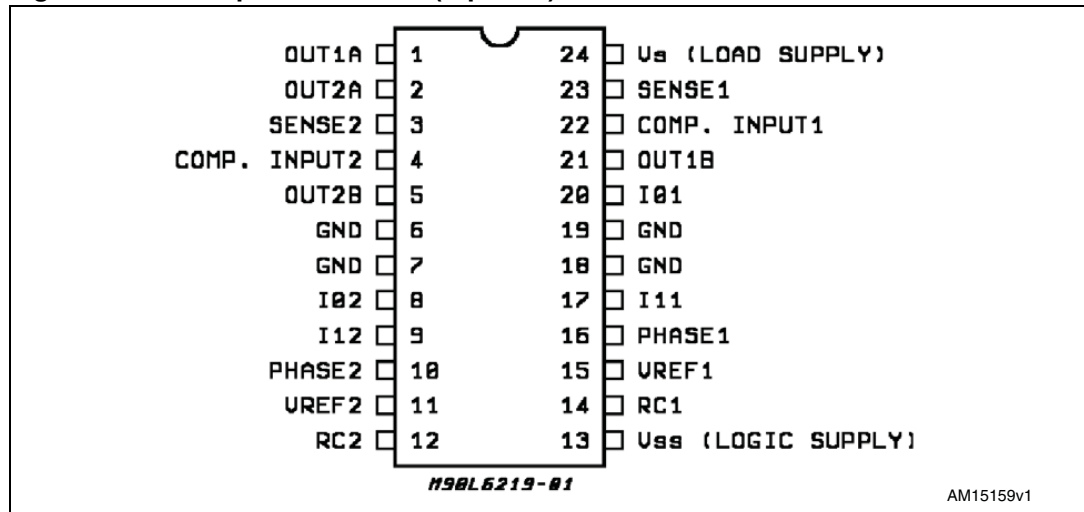 OUT1A 1 24 Vs (LOAD SUPPLY)
OUT2A 2 23 SENSE1
SENSE2 3 22 COMP. INPUT1
COMP. INPUT2 4 21 OUT1B
OUT2B 5 20 I01
GND 6 19 GND
GND 7 18 GND
I02 8 17 I11
I12 9 16 PHASE1
PHASE2 10 15 VREF1
VREF2 11 14 RC1
RC2 12 13 Vss (LOGIC SUPPLY)
M90L6219-01
AM15159v1